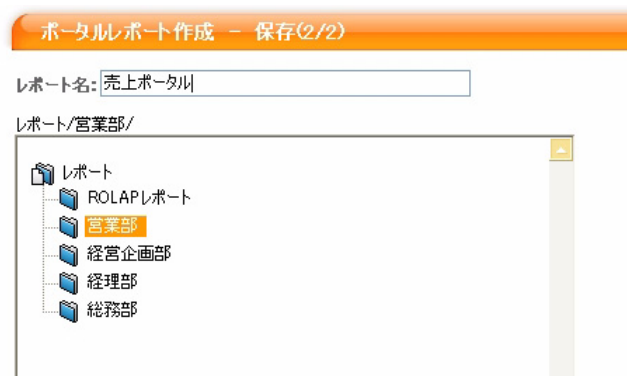 ポータルレポート作成 － 保存(2/2)
レポート名: 売上ポータル
レポート/営業部/
レポート
ROLAPレポート
営業部
経営企画部
経理部
総務部